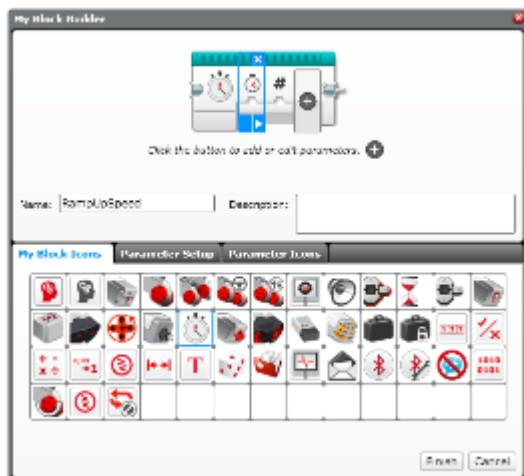 My Block Builder
#
Click the button to add or edit parameters.
Name: RampUpSpeed Description:
My Block Icons Parameter Setup Parameter Icons
T
Finish Cancel